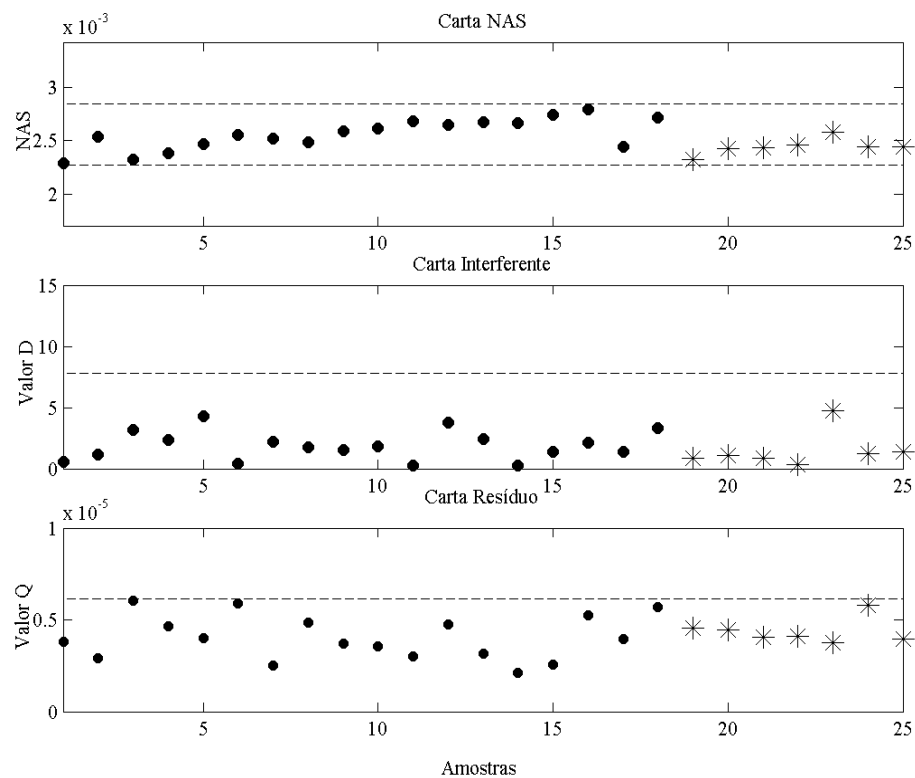 Carta NAS
x 10-3
NAS
3
2.5
2
5 10 15 20 25
Carta Interferente
Valor D
15
10
5
0
5 10 15 20 25
Carta Resíduo
x 10-5
Valor Q
1
0.5
0
5 10 15 20 25
Amostras